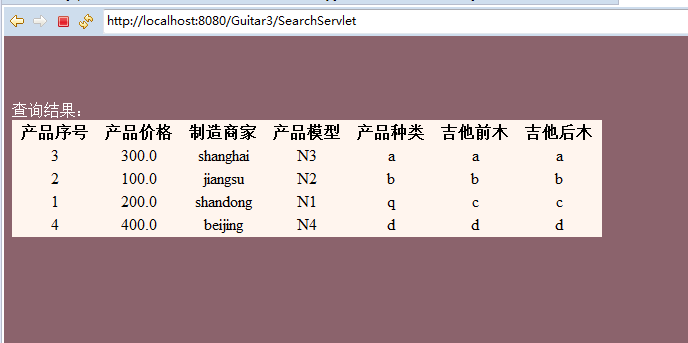 http://localhost:8080/Guitar3/SearchServlet
查询结果：
产品序号 产品价格 制造商家 产品模型 产品种类 吉他前木 吉他后木
3 300.0 shanghai N3 a a a
2 100.0 jiangsu N2 b b b
1 200.0 shandong N1 q c c
4 400.0 beijing N4 d d d